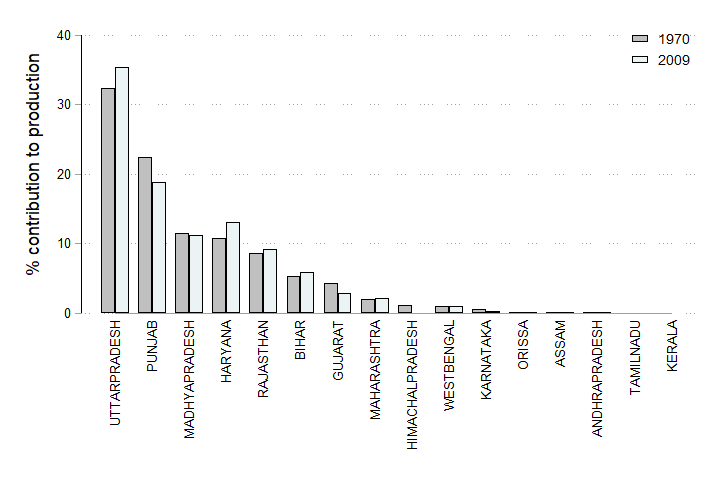 1970
2009
% contribution to production
40
30
20
10
0
UTTARPRADESH
PUNJAB
MADHYAPRADESH
HARYANA
RAJASTHAN
BIHAR
GUJARAT
MAHARASHTRA
HIMACHALPRADESH
WESTBENGAL
KARNATAKA
ORISSA
ASSAM
ANDHRAPRADESH
TAMILNADU
KERALA